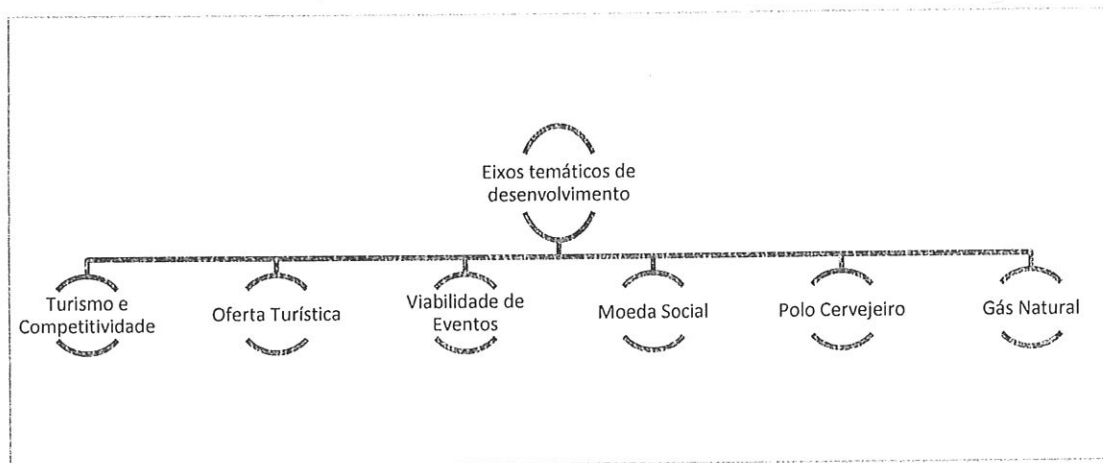 Eixos temáticos de
desenvolvimento
Turismo e
Competitividade
Oferta Turística
Viabilidade de
Eventos
Moeda Social
Polo Cervejeiro
Gás Natural